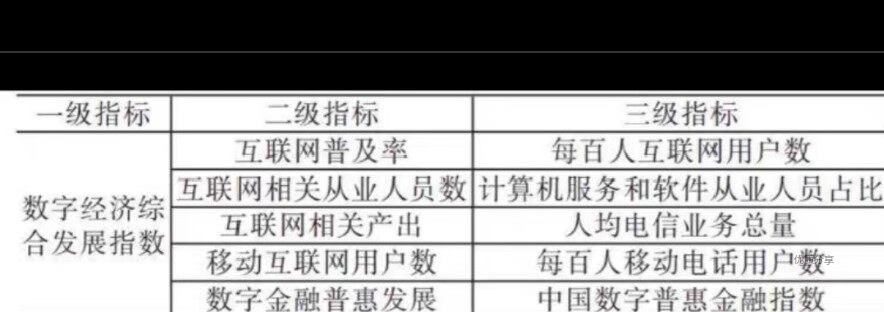 一级指标 二级指标 三级指标
互联网普及率 每百人互联网用户数
互联网相关从业人员数 计算机服务和软件从业人员占比
数字经济综
合发展指数
互联网相关产出 人均电信业务总量
移动互联网用户数 每百人移动电话用户数
数字金融普惠发展 中国数字普惠金融指数